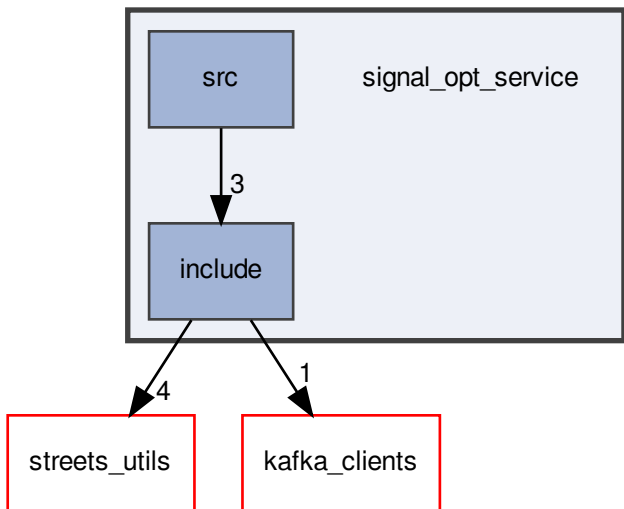 src
signal_opt_service
3
include
4
1
streets_utils
kafka_clients